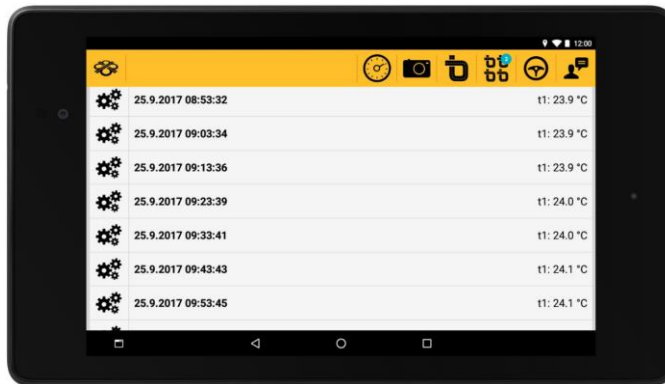 12:00
2
25.9.2017 08:53:32 t1: 23.9 °C
25.9.2017 09:03:34 t1: 23.9 °C
25.9.2017 09:13:36 t1: 23.9 °C
25.9.2017 09:23:39 t1: 24.0 °C
25.9.2017 09:33:41 t1: 24.0 °C
25.9.2017 09:43:43 t1: 24.1 °C
25.9.2017 09:53:45 t1: 24.1 °C